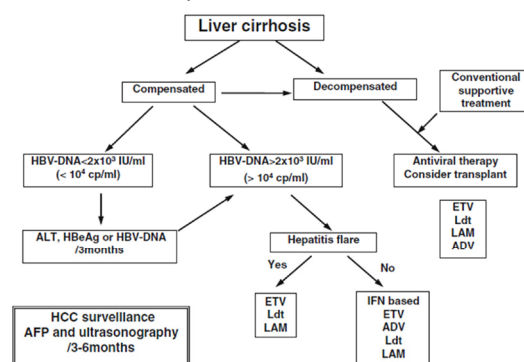 Liver cirrhosis
Compensated
Decompensated
Conventional
supportive
treatment
HBV-DNA<2x10³ IU/ml
(< 10⁴ cp/ml)
HBV-DNA>2x10³ IU/ml
(> 10⁴ cp/ml)
Antiviral therapy
Consider transplant
ALT, HBeAg or HBV-DNA
/3months
Hepatitis flare
ETV
Ldt
LAM
ADV
Yes
No
ETV
Ldt
LAM
IFN based
ETV
ADV
Ldt
LAM
HCC surveillance
AFP and ultrasonography
/3-6months